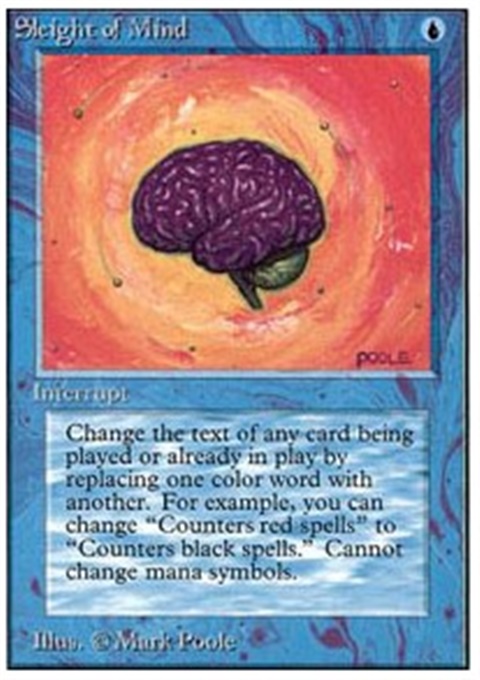 Sleight of Mind
POOLE
Interrupt
Change the text of any card being
played or already in play by
replacing one color word with
another. For example, you can
change “Counters red spells” to
“Counters black spells.” Cannot
change mana symbols.
Illus. © Mark Poole